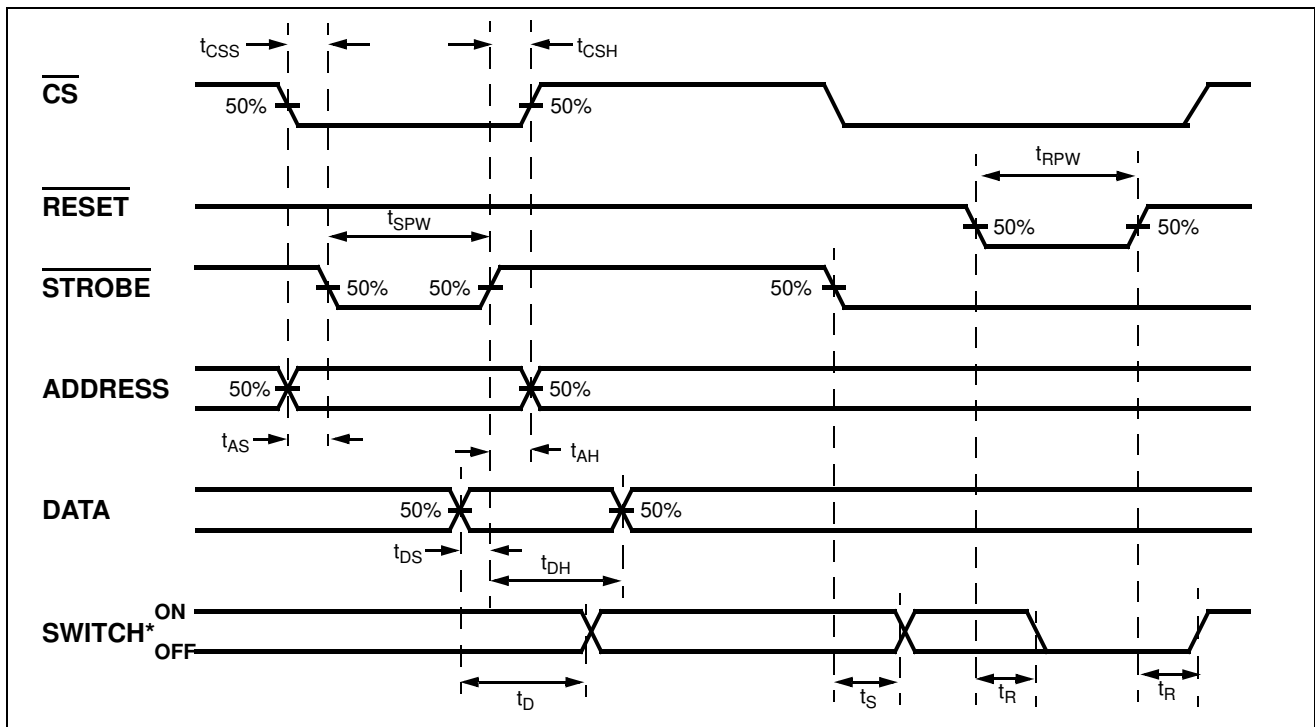 tCSS
tCSH
CS
50%
50%
tRPW
RESET
tSPW
50%
50%
STROBE
50%
50%
50%
ADDRESS
50%
50%
tAS
tAH
DATA
50%
50%
tDS
tDH
ON
SWITCH*
OFF
tD
tS
tR
tR